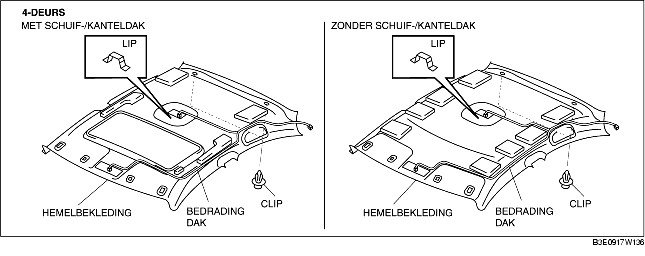 4-DEURS
MET SCHUIF-/KANTELDAK
LIP
HEMELBEKLEDING
BEDRADING
DAK
CLIP
ZONDER SCHUIF-/KANTELDAK
LIP
HEMELBEKLEDING
BEDRADING
DAK
CLIP
B3E0917W136